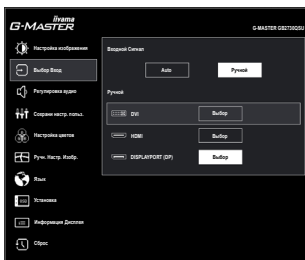 iiyama
G-MASTER
G-MASTER GB2730QSU
Настройка изображения
Входной Сигнал
Auto
Ручной
Выбор Вход
Регулировка аудио
Ручной
Сохрани настр. польз.
DVI
Выбор
Настройка цветов
HDMI
Выбор
Ручн. Настр. Изобр.
DISPLAYPORT (DP)
Выбор
Язык
Установка
Информация Дисплея
Сброс